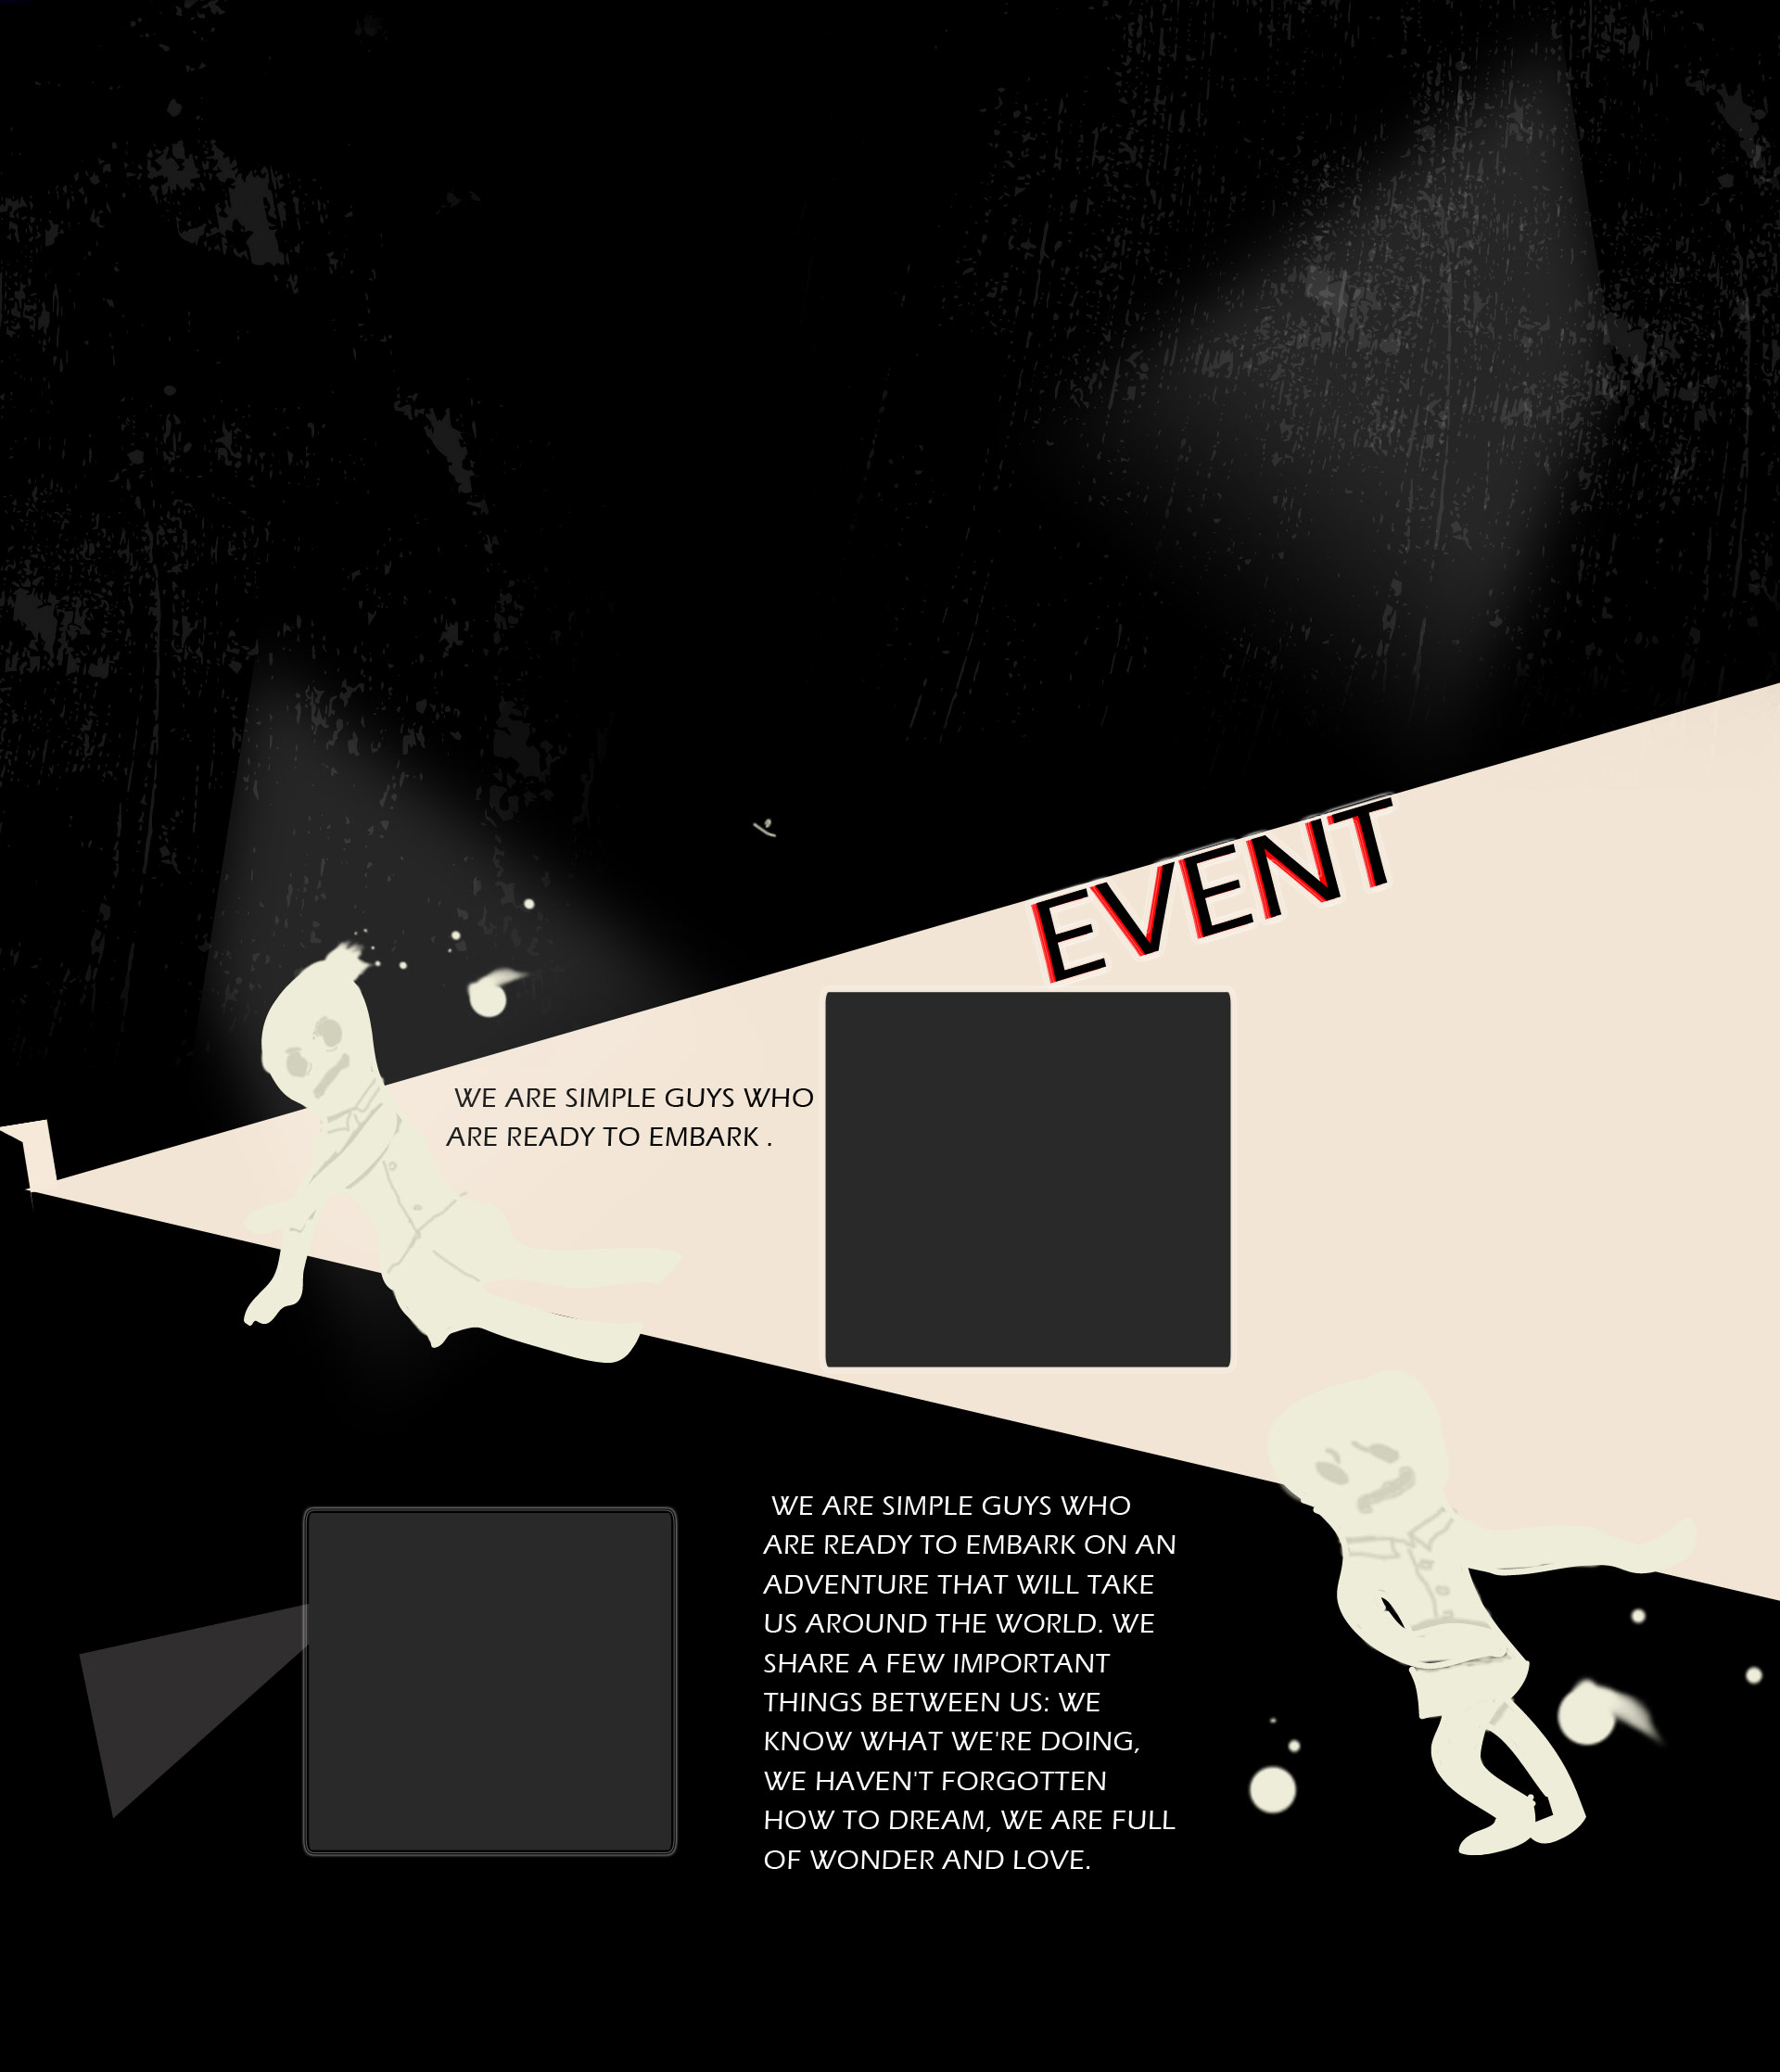 EVENT
WE ARE SIMPLE GUYS WHO
ARE READY TO EMBARK .
WE ARE SIMPLE GUYS WHO
ARE READY TO EMBARK ON AN
ADVENTURE THAT WILL TAKE
US AROUND THE WORLD. WE
SHARE A FEW IMPORTANT
THINGS BETWEEN US: WE
KNOW WHAT WE'RE DOING,
WE HAVEN'T FORGOTTEN
HOW TO DREAM, WE ARE FULL
OF WONDER AND LOVE.